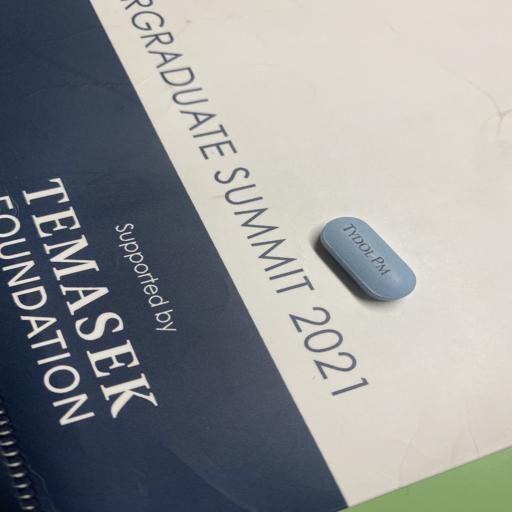 RGRADUATE SUMMIT 2021
Supported by
TEMASEK
FOUNDATION
TYDOL PM